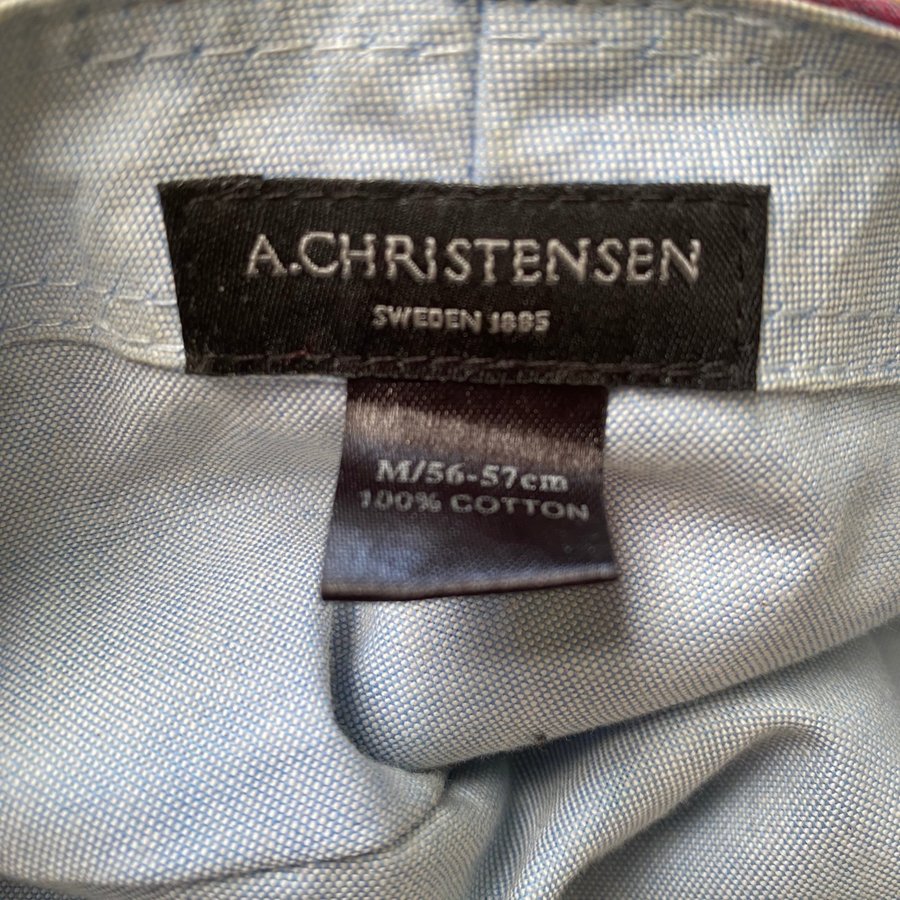 A.CHRISTENSEN
SWEDEN 1885
M/56-57cm
100% COTTON